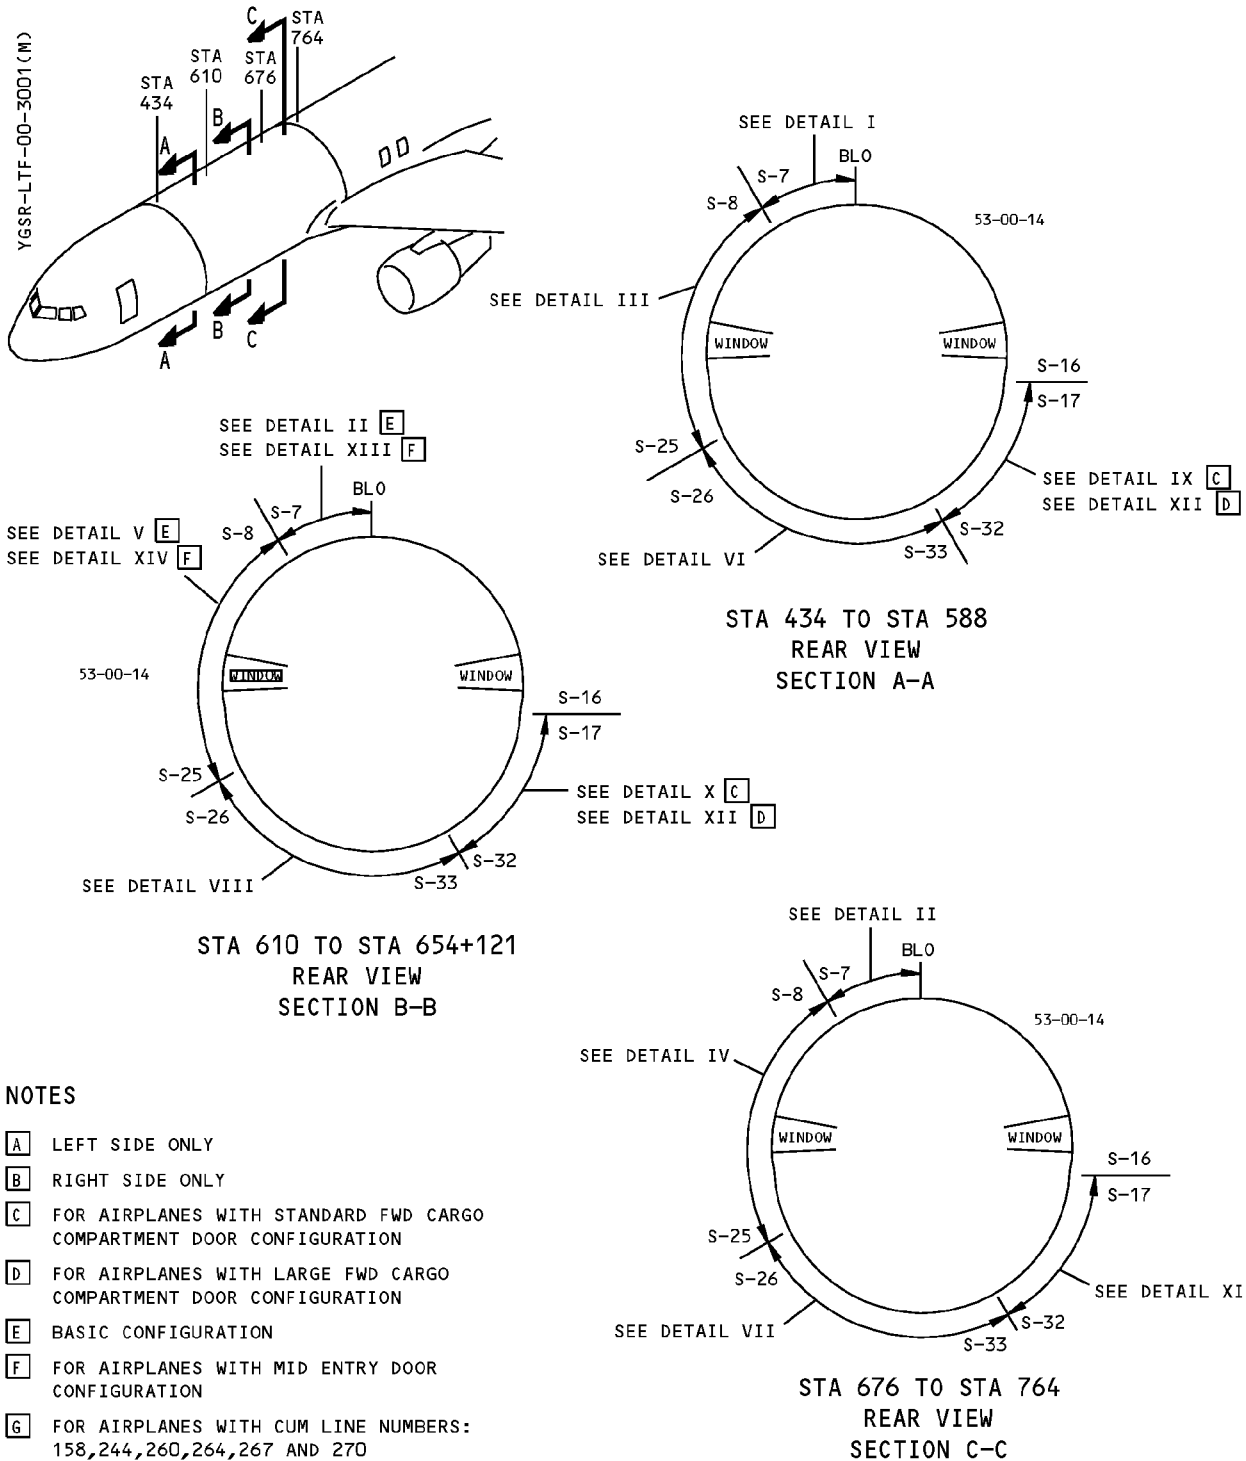 YGSR-LTF-00-3001(M)
C
STA
764
STA
610
STA
676
STA
434
B
A
A
B
C
SEE DETAIL I
BL0
S-7
S-8
53-00-14
SEE DETAIL III
WINDOW
WINDOW
S-16
S-17
S-25
S-26
SEE DETAIL IX C
SEE DETAIL XII D
S-32
S-33
SEE DETAIL VI
STA 434 TO STA 588
REAR VIEW
SECTION A-A
SEE DETAIL II E
SEE DETAIL XIII F
BL0
S-7
S-8
SEE DETAIL V E
SEE DETAIL XIV F
53-00-14
WINDOW
WINDOW
S-16
S-17
S-25
S-26
SEE DETAIL X C
SEE DETAIL XII D
S-32
S-33
SEE DETAIL VIII
STA 610 TO STA 654+121
REAR VIEW
SECTION B-B
SEE DETAIL II
BL0
S-7
S-8
53-00-14
SEE DETAIL IV
WINDOW
WINDOW
S-16
S-17
S-25
S-26
SEE DETAIL XI
S-32
S-33
SEE DETAIL VII
STA 676 TO STA 764
REAR VIEW
SECTION C-C
NOTES
A LEFT SIDE ONLY
B RIGHT SIDE ONLY
C FOR AIRPLANES WITH STANDARD FWD CARGO
COMPARTMENT DOOR CONFIGURATION
D FOR AIRPLANES WITH LARGE FWD CARGO
COMPARTMENT DOOR CONFIGURATION
E BASIC CONFIGURATION
F FOR AIRPLANES WITH MID ENTRY DOOR
CONFIGURATION
G FOR AIRPLANES WITH CUM LINE NUMBERS:
158,244,260,264,267 AND 270